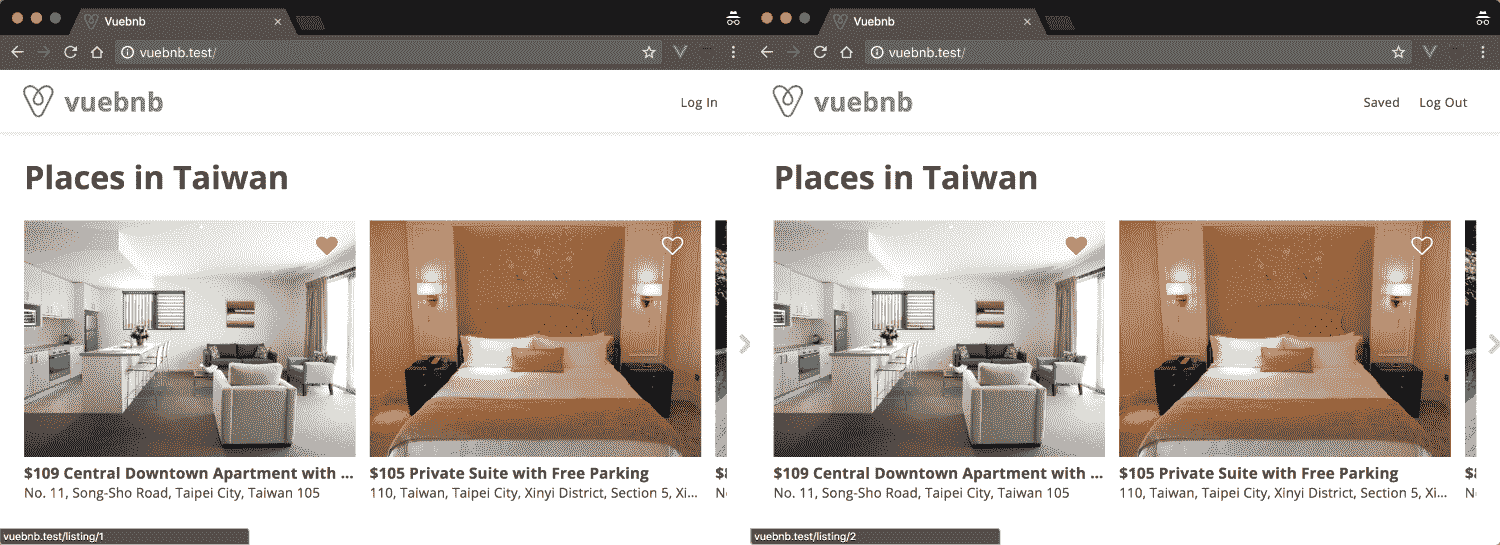 Vuebnb
vuebnb.test/
vuebnb
Log In
Places in Taiwan
$109 Central Downtown Apartment with ...
No. 11, Song-Sho Road, Taipei City, Taiwan 105
$105 Private Suite with Free Parking
110, Taiwan, Taipei City, Xinyi District, Section 5, Xi...
$8
No
vuebnb.test/listing/1
Vuebnb
vuebnb.test/
vuebnb
Saved Log Out
Places in Taiwan
$109 Central Downtown Apartment with ...
No. 11, Song-Sho Road, Taipei City, Taiwan 105
$105 Private Suite with Free Parking
110, Taiwan, Taipei City, Xinyi District, Section 5, Xi...
vuebnb.test/listing/2